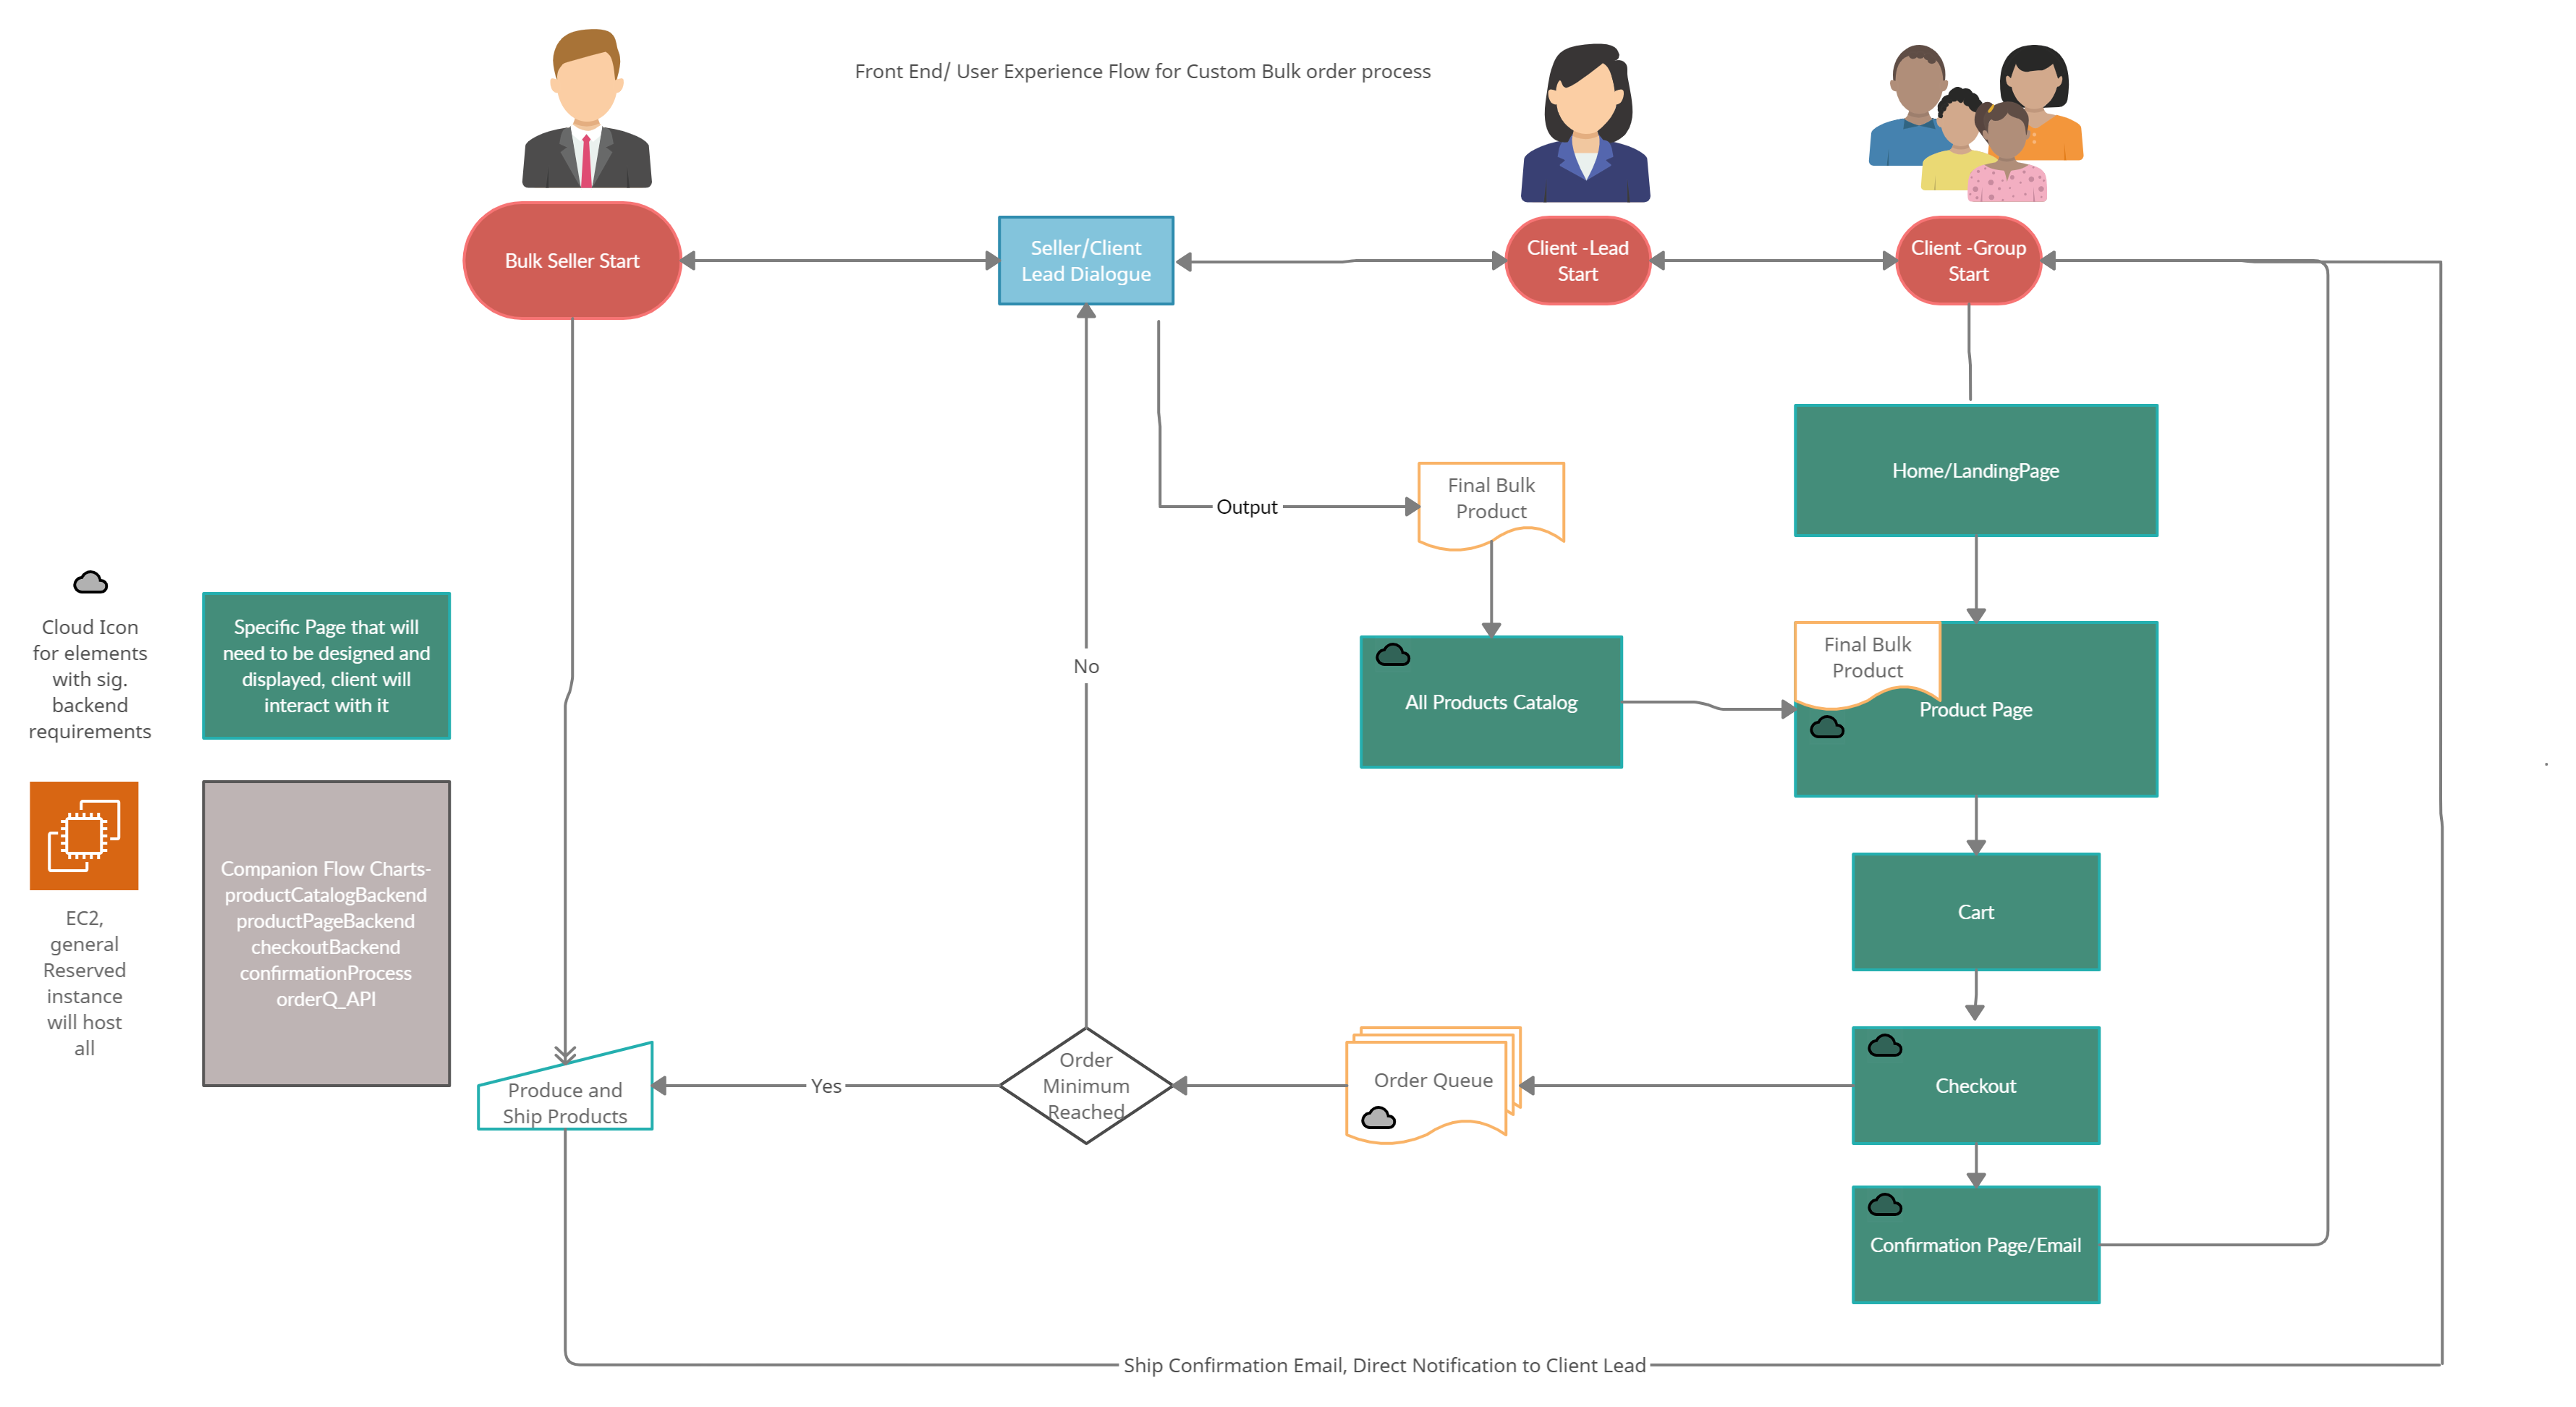 Front End/ User Experience Flow for Custom Bulk order process
Bulk Seller Start
Seller/Client
Lead Dialogue
Client -Lead
Start
Client -Group
Start
Home/LandingPage
Output
Final Bulk
Product
Cloud Icon
for elements
with sig.
backend
requirements
Specific Page that will
need to be designed and
displayed, client will
interact with it
No
All Products Catalog
Final Bulk
Product
Product Page
EC2,
general
Reserved
instance
will host
all
Companion Flow Charts-
productCatalogBackend
productPageBackend
checkoutBackend
confirmationProcess
orderQ_API
Cart
Produce and
Ship Products
Yes
Order
Minimum
Reached
Order Queue
Checkout
Confirmation Page/Email
Ship Confirmation Email, Direct Notification to Client Lead